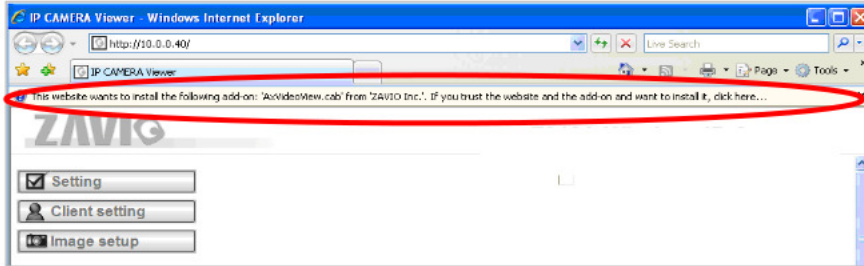 IP CAMERA Viewer - Windows Internet Explorer
http://10.0.0.40/ Live Search
IP CAMERA Viewer Page Tools
This website wants to install the following add-on: 'AxVideoView.cab' from 'ZAVIO Inc.'. If you trust the website and the add-on and want to install it, click here...
ZAVIO
Setting
Client setting
Image setup